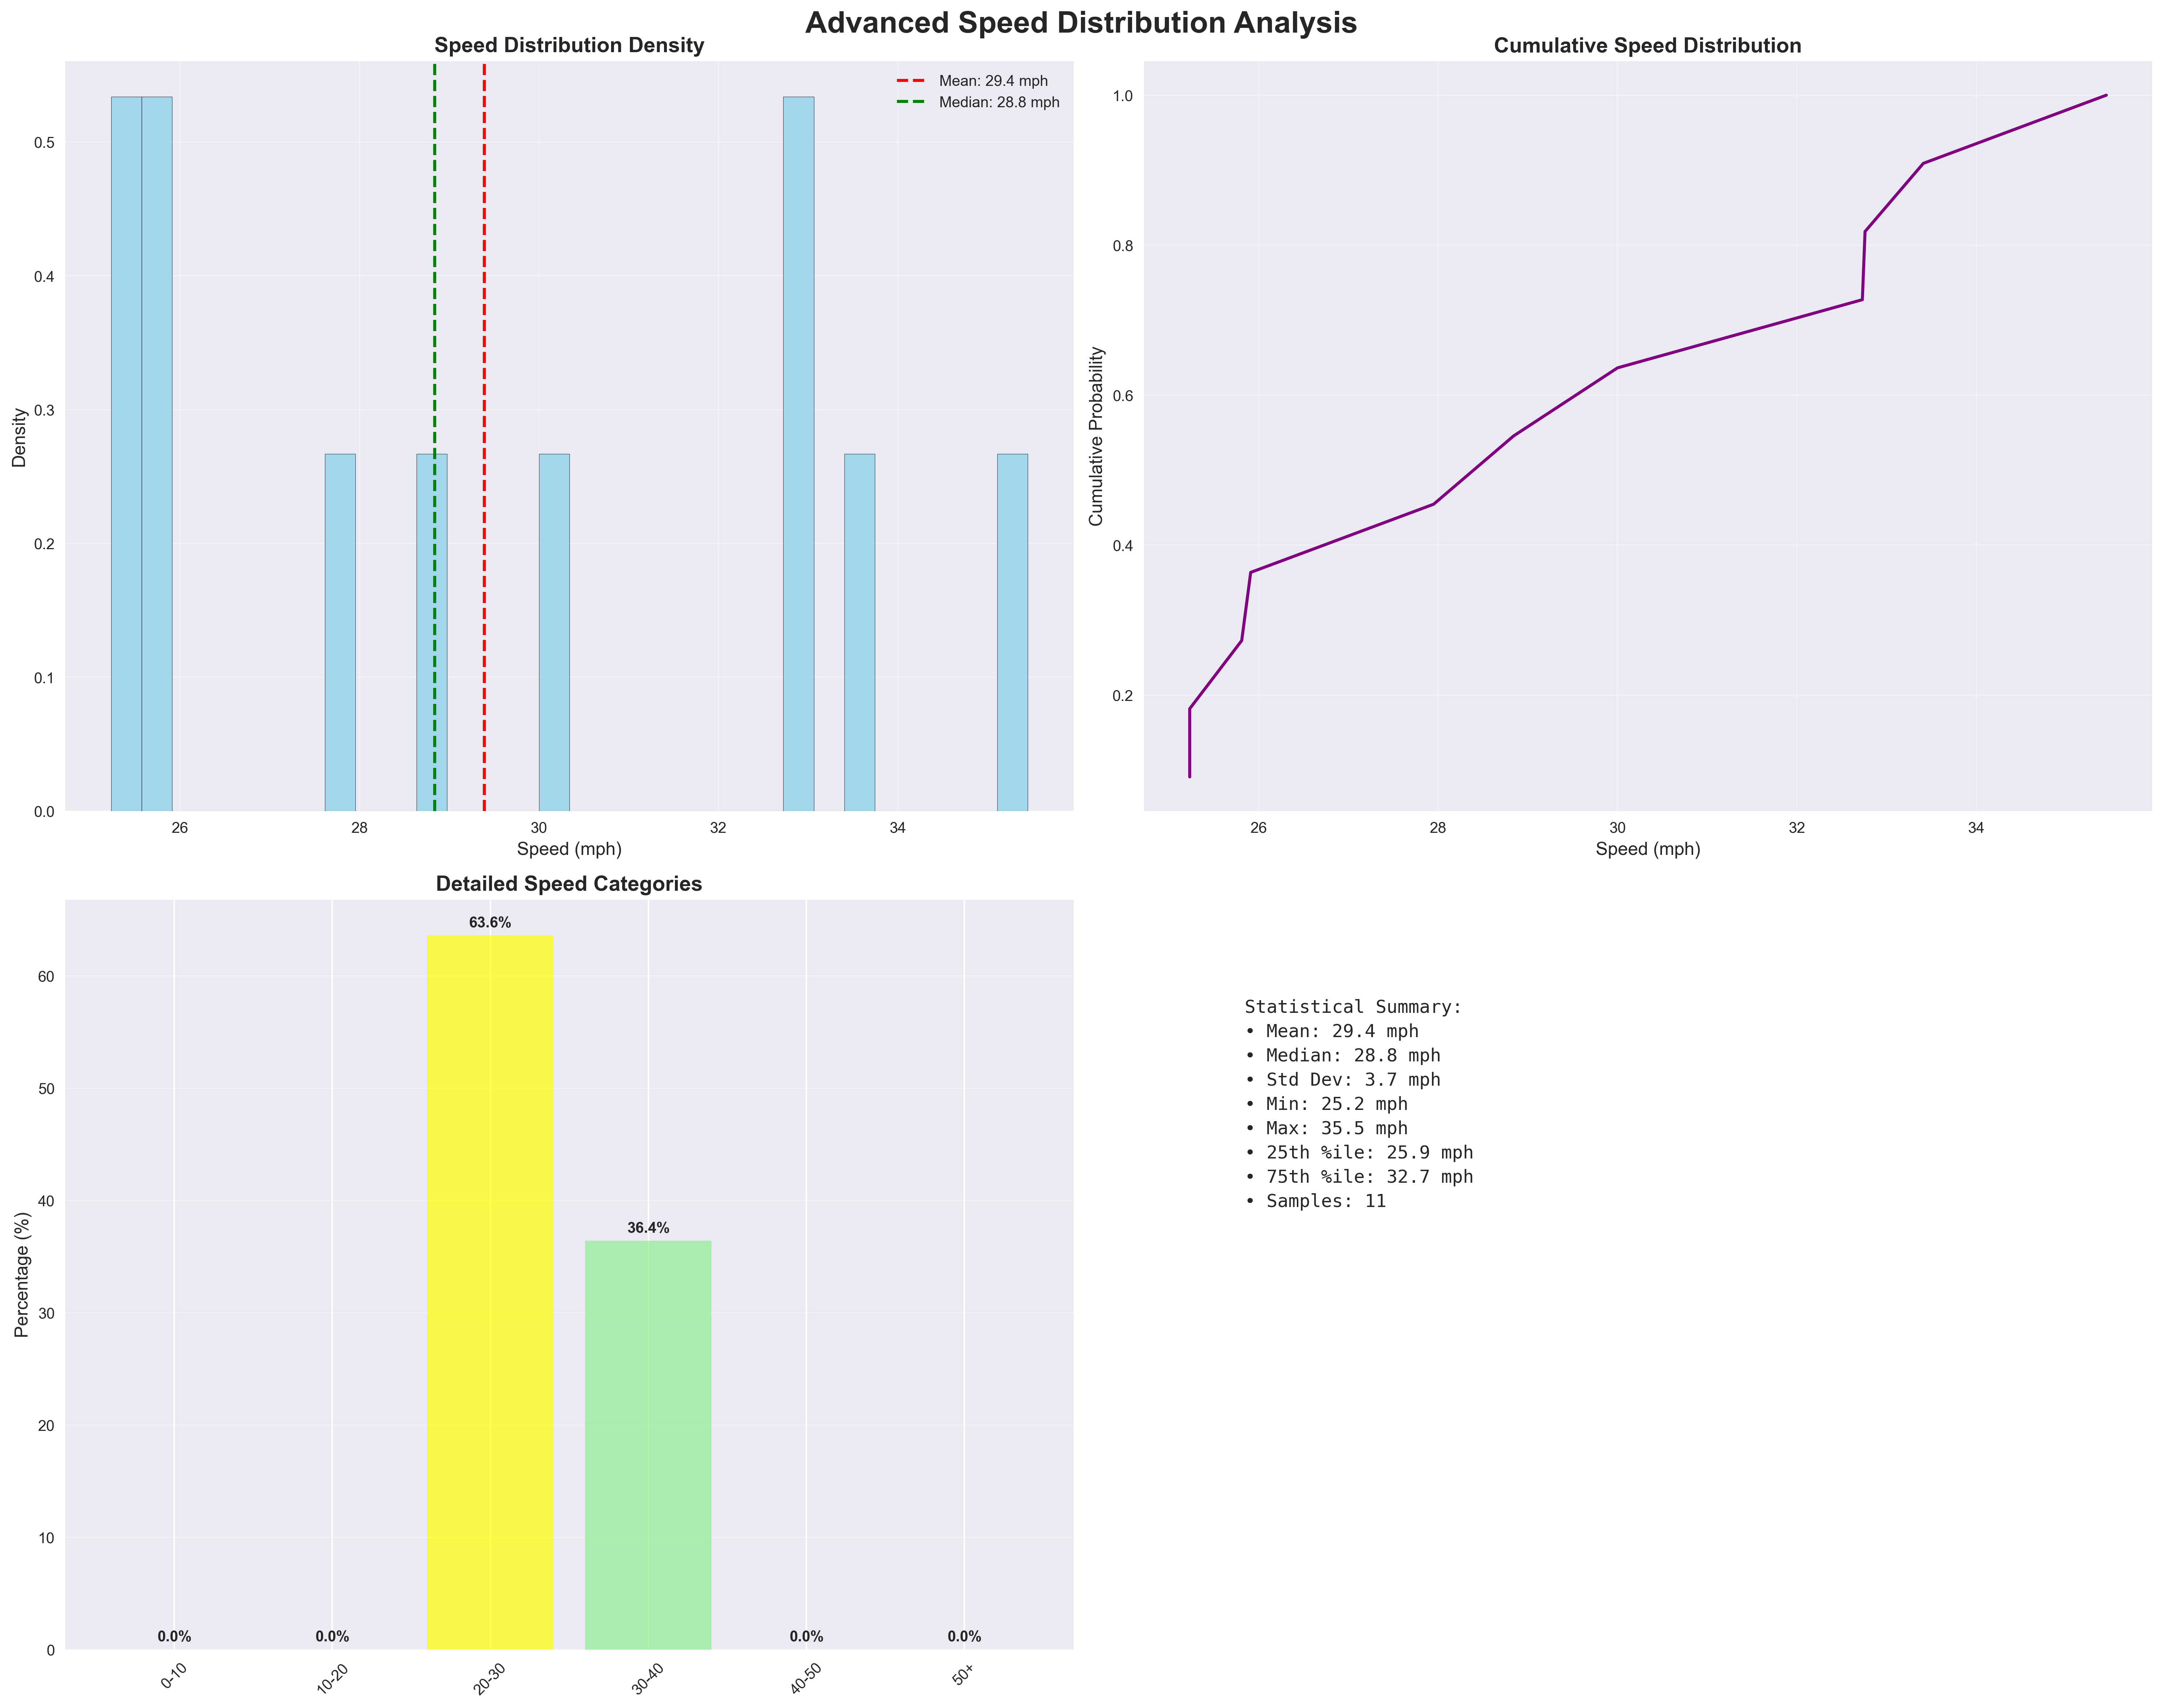 Advanced Speed Distribution Analysis
Speed Distribution Density
Mean: 29.4 mph
Median: 28.8 mph
Density
0.5
0.4
0.3
0.2
0.1
0.0
26 28 30 32 34
Speed (mph)
Cumulative Speed Distribution
Cumulative Probability
1.0
0.8
0.6
0.4
0.2
26 28 30 32 34
Speed (mph)
Detailed Speed Categories
Percentage (%)
60
50
40
30
20
10
0
0.0% 0.0% 63.6% 36.4% 0.0% 0.0%
0-10 10-20 20-30 30-40 40-50 50+
Statistical Summary:
• Mean: 29.4 mph
• Median: 28.8 mph
• Std Dev: 3.7 mph
• Min: 25.2 mph
• Max: 35.5 mph
• 25th %ile: 25.9 mph
• 75th %ile: 32.7 mph
• Samples: 11